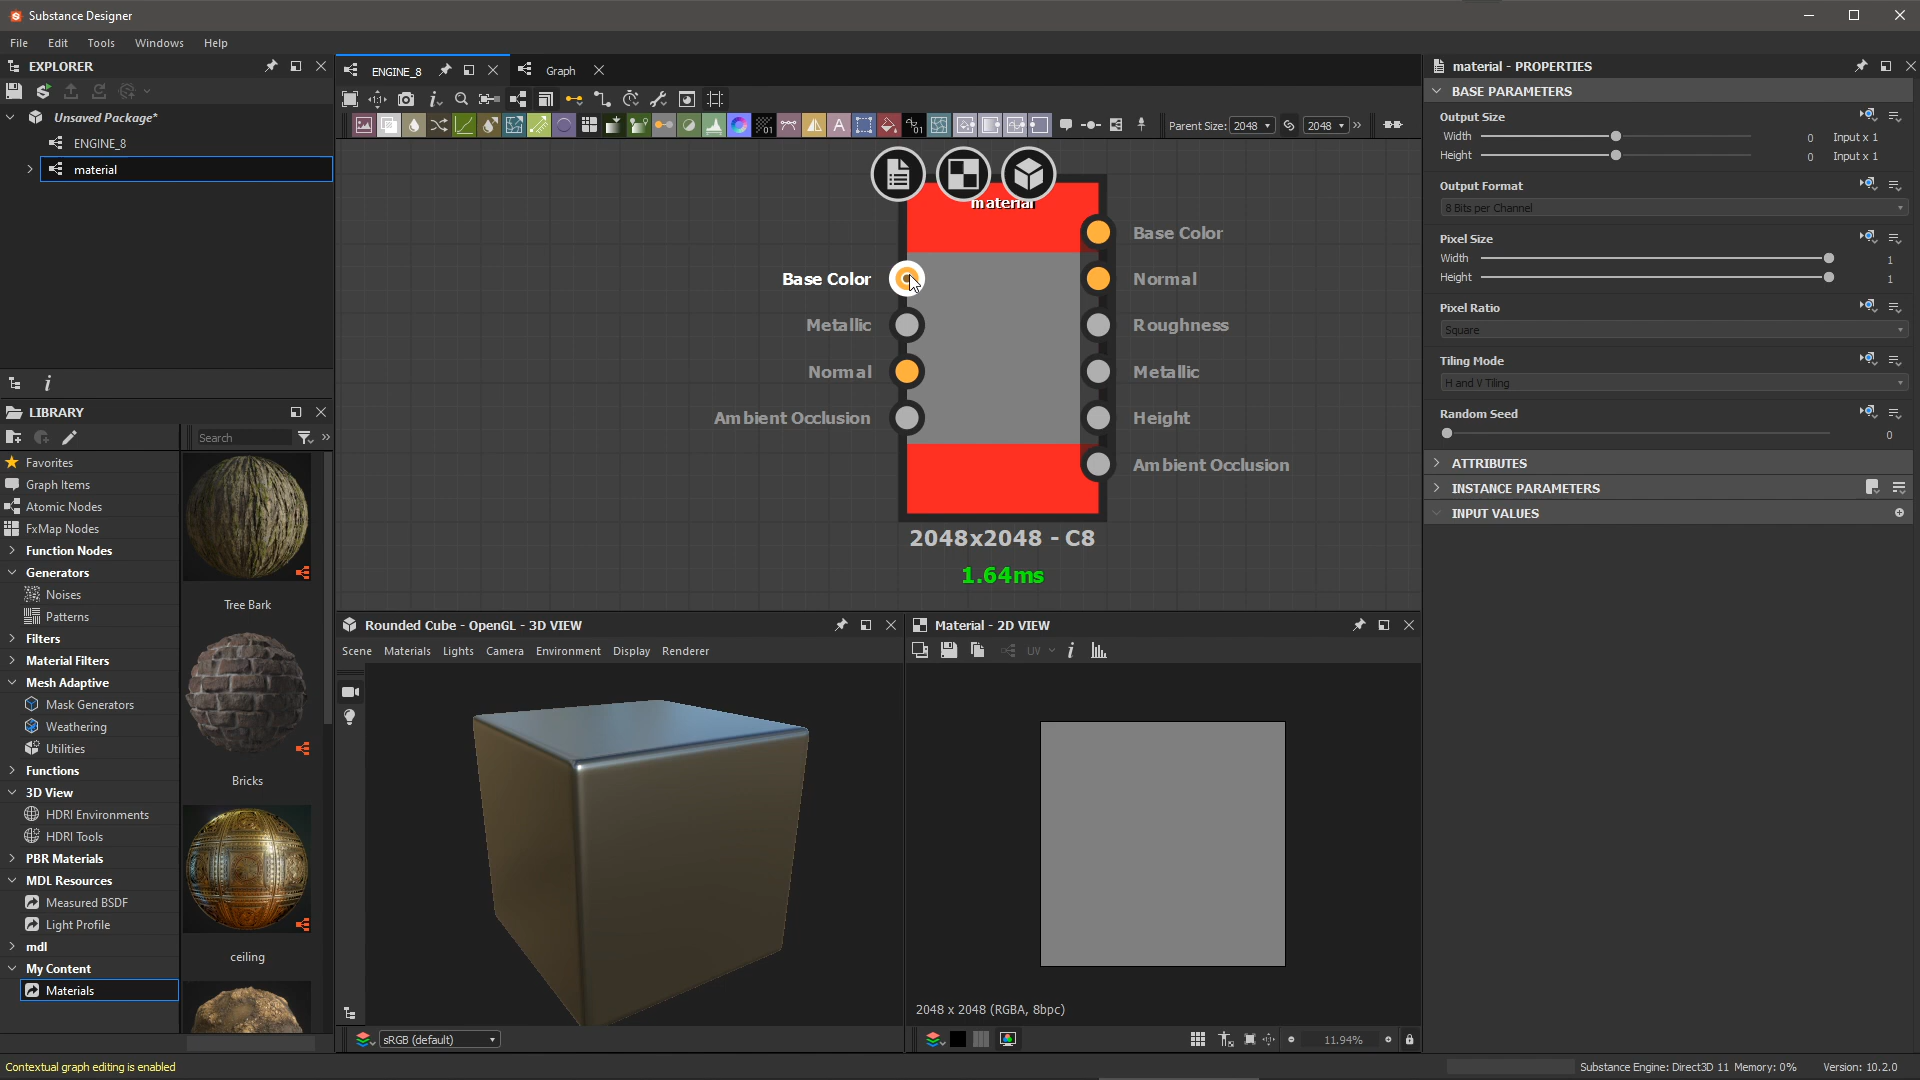 Substance Designer
File Edit Tools Windows Help
EXPLORER
Unsaved Package*
ENGINE_8
material
LIBRARY
Search
Favorites
Graph Items
Atomic Nodes
FxMap Nodes
Function Nodes
Generators
Noises
Patterns
Filters
Material Filters
Mesh Adaptive
Mask Generators
Weathering
Utilities
Functions
3D View
HDRI Environments
HDRI Tools
PBR Materials
MDL Resources
Measured BSDF
Light Profile
mdl
My Content
Materials
Tree Bark
Bricks
ceiling
ENGINE_8
Graph
Parent Size: 2048 2048
material
Base Color
Metallic
Normal
Ambient Occlusion
Base Color
Normal
Roughness
Metallic
Height
Ambient Occlusion
2048x2048 - C8
1.64ms
Rounded Cube - OpenGL - 3D VIEW
Scene Materials Lights Camera Environment Display Renderer
sRGB (default)
Material - 2D VIEW
UV
2048 x 2048 (RGBA, 8bpc)
11.94%
material - PROPERTIES
BASE PARAMETERS
Output Size
Width 0 Input x 1
Height 0 Input x 1
Output Format
8 Bits per Channel
Pixel Size
Width 1
Height 1
Pixel Ratio
Square
Tiling Mode
H and V Tiling
Random Seed
0
ATTRIBUTES
INSTANCE PARAMETERS
INPUT VALUES
Contextual graph editing is enabled
Substance Engine: Direct3D 11 Memory: 0% Version: 10.2.0